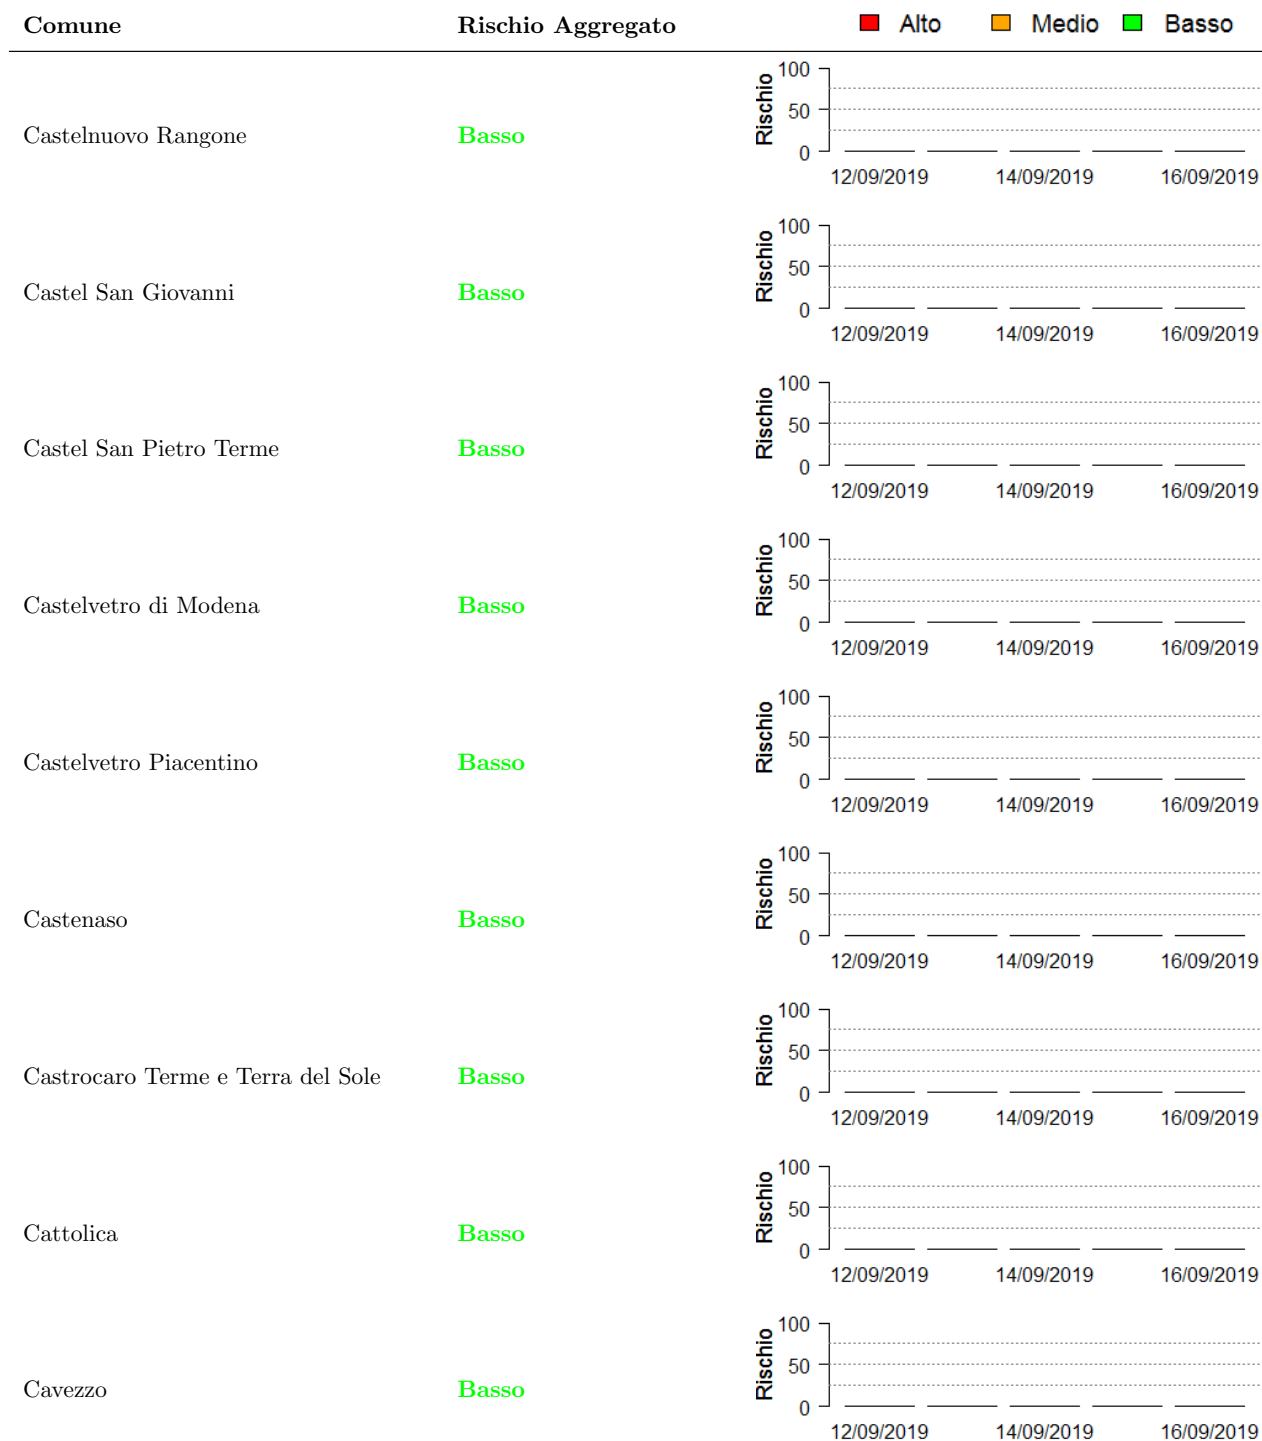 Comune Rischio Aggregato Alto Medio Basso
100
Rischio
50
Castelnuovo Rangone Basso
0
12/09/2019 14/09/2019 16/09/2019
100
Rischio
50
Castel San Giovanni Basso
0
12/09/2019 14/09/2019 16/09/2019
100
Rischio
50
Castel San Pietro Terme Basso
0
12/09/2019 14/09/2019 16/09/2019
100
Rischio
50
Castelvetro di Modena Basso
0
12/09/2019 14/09/2019 16/09/2019
100
Rischio
50
Castelvetro Piacentino Basso
0
12/09/2019 14/09/2019 16/09/2019
100
Rischio
50
Castenaso Basso
0
12/09/2019 14/09/2019 16/09/2019
100
Rischio
50
Castrocaro Terme e Terra del Sole Basso
0
12/09/2019 14/09/2019 16/09/2019
100
Rischio
50
Cattolica Basso
0
12/09/2019 14/09/2019 16/09/2019
100
Rischio
50
Cavezzo Basso
0
12/09/2019 14/09/2019 16/09/2019